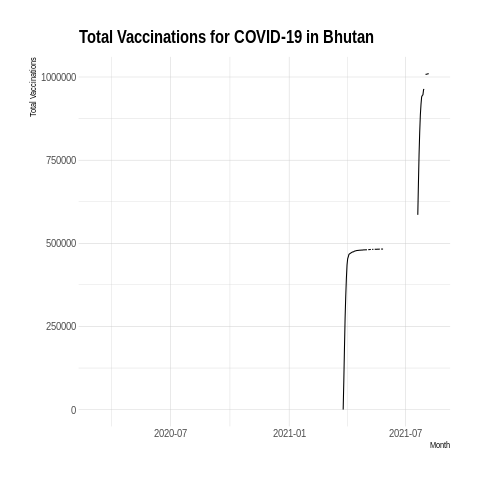 Total Vaccinations for COVID-19 in Bhutan
Total Vaccinations
1000000
750000
500000
250000
0
2020-07 2021-01 2021-07
Month